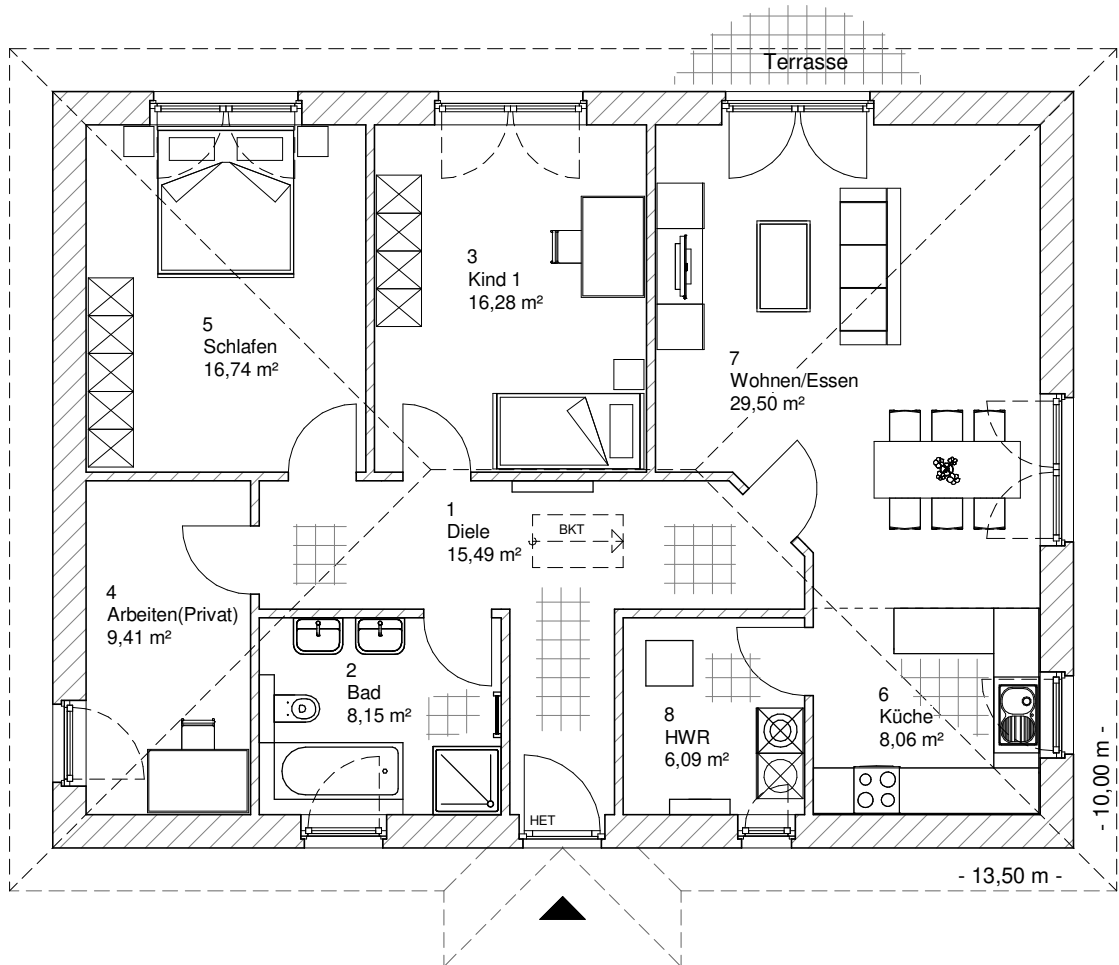 Terrasse
3
Kind 1
16,28 m²
5
Schlafen
16,74 m²
7
Wohnen/Essen
29,50 m²
1
Diele
15,49 m²
BKT
4
Arbeiten(Privat)
9,41 m²
2
Bad
8,15 m²
8
HWR
6,09 m²
6
Küche
8,06 m²
HET
- 10,00 m -
- 13,50 m -